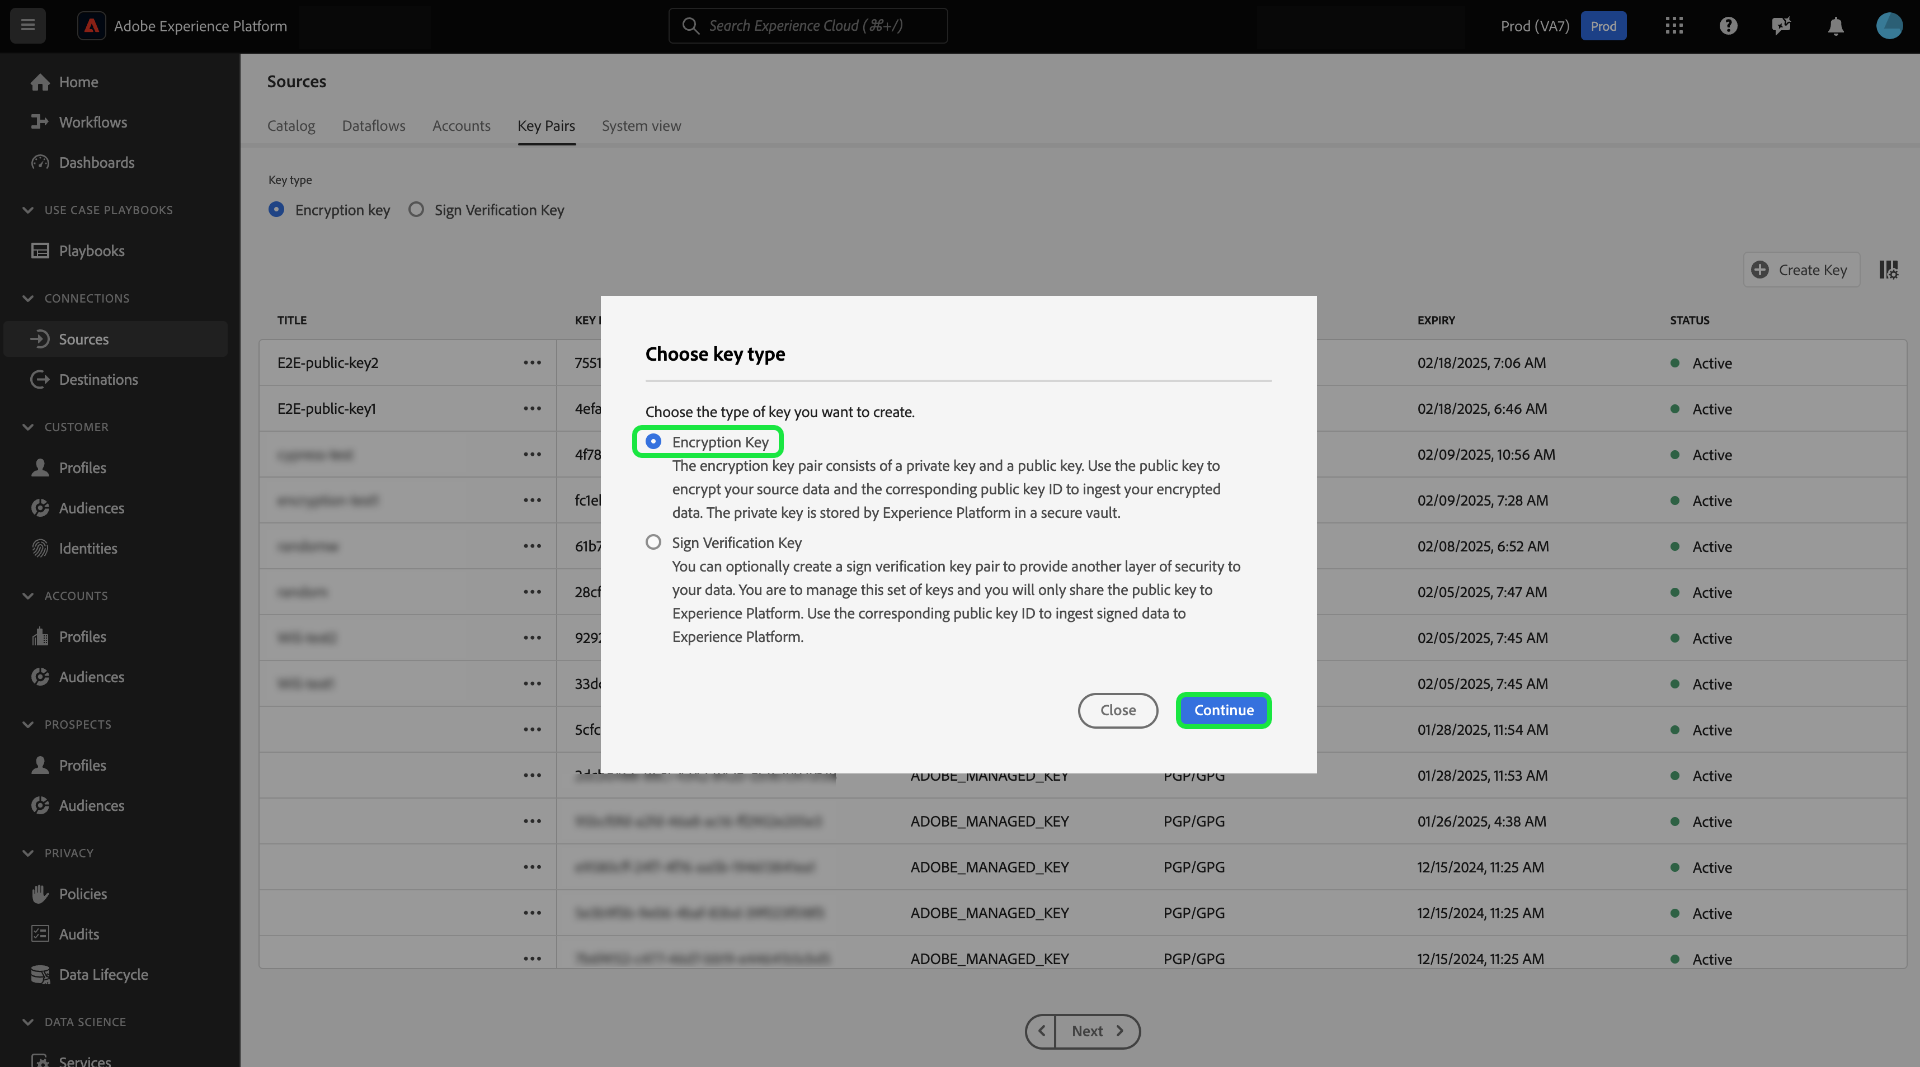 Adobe Experience Platform
Search Experience Cloud (⌘+/)
Prod (VA7)
Prod
Home
Workflows
Dashboards
USE CASE PLAYBOOKS
Playbooks
CONNECTIONS
Sources
Destinations
CUSTOMER
Profiles
Audiences
Identities
ACCOUNTS
Profiles
Audiences
PROSPECTS
Profiles
Audiences
PRIVACY
Policies
Audits
Data Lifecycle
DATA SCIENCE
Services
Sources
Catalog Dataflows Accounts Key Pairs System view
Key type
Encryption key Sign Verification Key
Create Key
TITLE KEY EXPIRY STATUS
E2E-public-key2 7551 02/18/2025, 7:06 AM Active
E2E-public-key1 4efa 02/18/2025, 6:46 AM Active
4f78 02/09/2025, 10:56 AM Active
02/09/2025, 7:28 AM Active
61b7 02/08/2025, 6:52 AM Active
28cf 02/05/2025, 7:47 AM Active
9292 02/05/2025, 7:45 AM Active
02/05/2025, 7:45 AM Active
5cfc 01/28/2025, 11:54 AM Active
ADOBE_MANAGED_KEY PGP/GPG 01/28/2025, 11:53 AM Active
ADOBE_MANAGED_KEY PGP/GPG 01/26/2025, 4:38 AM Active
ADOBE_MANAGED_KEY PGP/GPG 12/15/2024, 11:25 AM Active
ADOBE_MANAGED_KEY PGP/GPG 12/15/2024, 11:25 AM Active
ADOBE_MANAGED_KEY PGP/GPG 12/15/2024, 11:25 AM Active
Next
Choose key type
Choose the type of key you want to create.
Encryption Key
The encryption key pair consists of a private key and a public key. Use the public key to
encrypt your source data and the corresponding public key ID to ingest your encrypted
data. The private key is stored by Experience Platform in a secure vault.
Sign Verification Key
You can optionally create a sign verification key pair to provide another layer of security to
your data. You are to manage this set of keys and you will only share the public key to
Experience Platform. Use the corresponding public key ID to ingest signed data to
Experience Platform.
Close
Continue